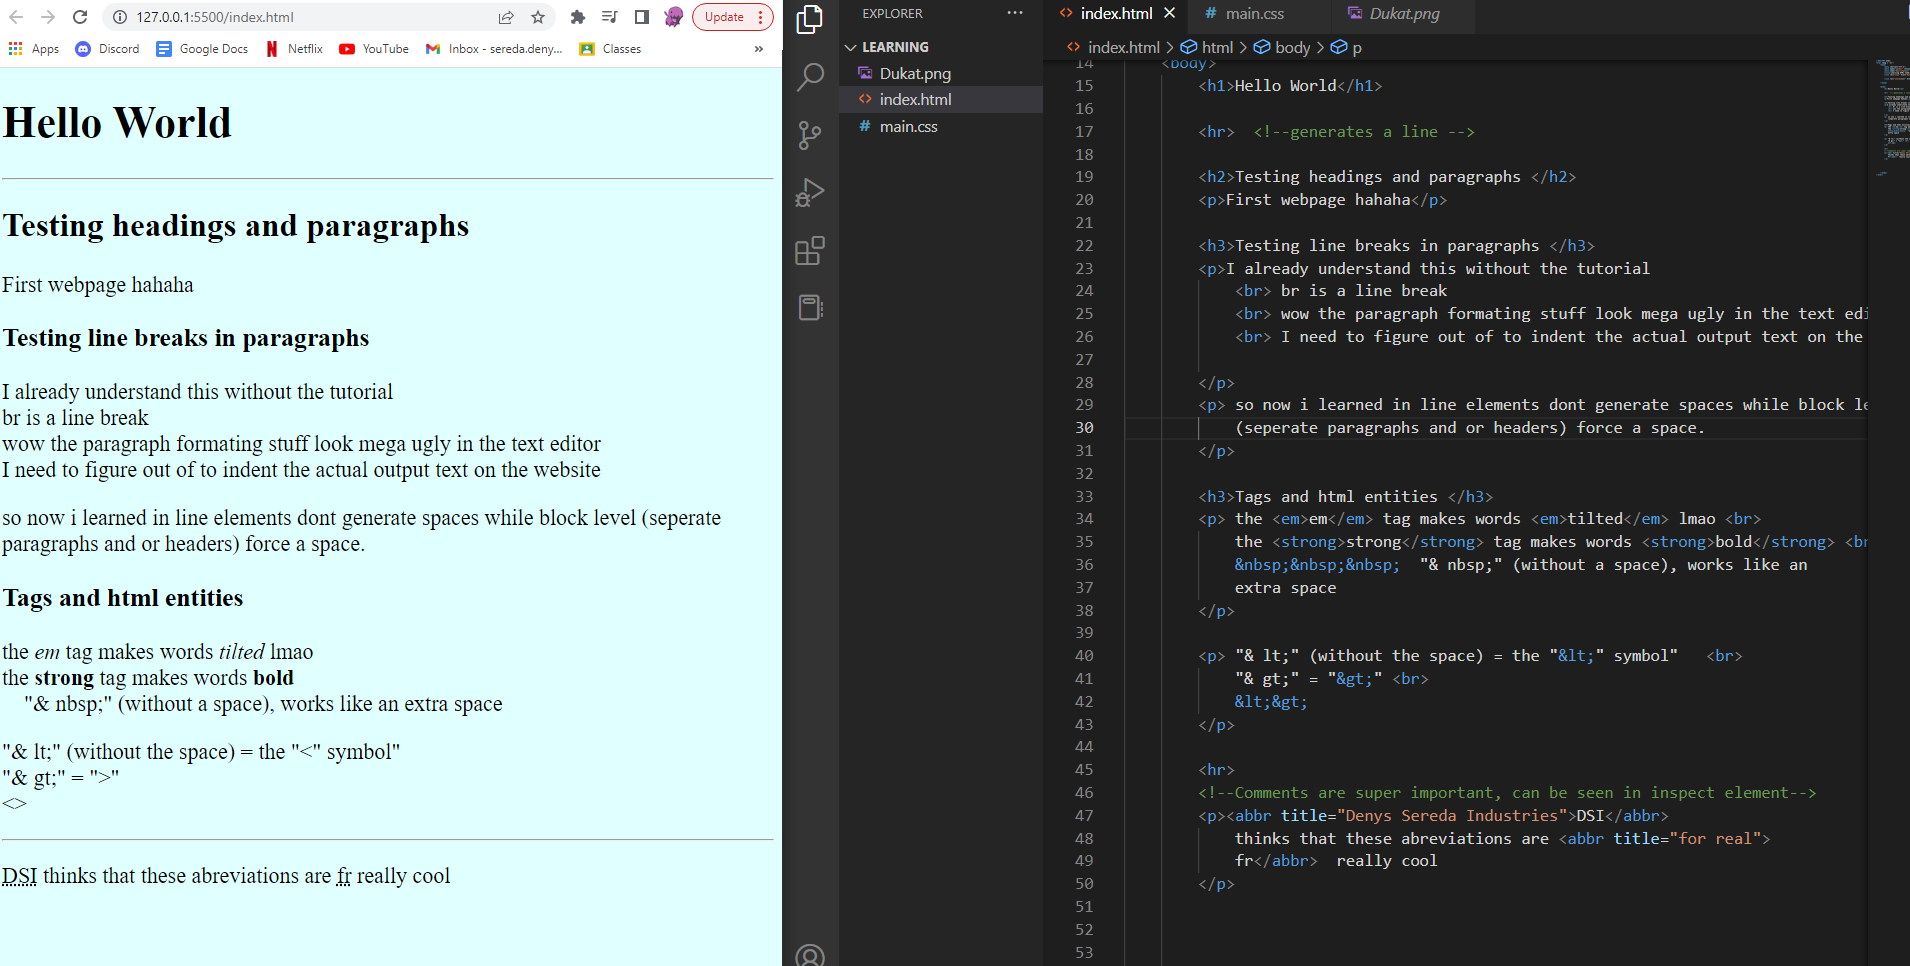 127.0.0.1:5500/index.html
Update
Apps Discord Google Docs Netflix YouTube Inbox - sereda.deny... Classes »
Hello World
Testing headings and paragraphs
First webpage hahaha
Testing line breaks in paragraphs
I already understand this without the tutorial
br is a line break
wow the paragraph formating stuff look mega ugly in the text editor
I need to figure out of to indent the actual output text on the website
so now i learned in line elements dont generate spaces while block level (seperate
paragraphs and or headers) force a space.
Tags and html entities
the em tag makes words tilted lmao
the strong tag makes words bold
"& nbsp;" (without a space), works like an extra space
"& lt;" (without the space) = the "<" symbol"
"& gt;" = ">"
<>
DSI thinks that these abreviations are fr really cool
EXPLORER ...
LEARNING
Dukat.png
index.html
main.css
index.html main.css Dukat.png
index.html > html > body > p
14 <body>
15 <h1>Hello World</h1>
16
17 <hr> <!--generates a line -->
18
19 <h2>Testing headings and paragraphs </h2>
20 <p>First webpage hahaha</p>
21
22 <h3>Testing line breaks in paragraphs </h3>
23 <p>I already understand this without the tutorial
24 <br> br is a line break
25 <br> wow the paragraph formating stuff look mega ugly in the text edi
26 <br> I need to figure out of to indent the actual output text on the
27
28 </p>
29 <p> so now i learned in line elements dont generate spaces while block le
30 (seperate paragraphs and or headers) force a space.
31 </p>
32
33 <h3>Tags and html entities </h3>
34 <p> the <em>em</em> tag makes words <em>tilted</em> lmao <br>
35 the <strong>strong</strong> tag makes words <strong>bold</strong> <br
36 &nbsp;&nbsp;&nbsp; "& nbsp;" (without a space), works like an
37 extra space
38 </p>
39
40 <p> "& lt;" (without the space) = the "&lt;" symbol" <br>
41 "& gt;" = "&gt;" <br>
42 &lt;&gt;
43 </p>
44
45 <hr>
46 <!--Comments are super important, can be seen in inspect element-->
47 <p><abbr title="Denys Sereda Industries">DSI</abbr>
48 thinks that these abreviations are <abbr title="for real">
49 fr</abbr> really cool
50 </p>
51
52
53